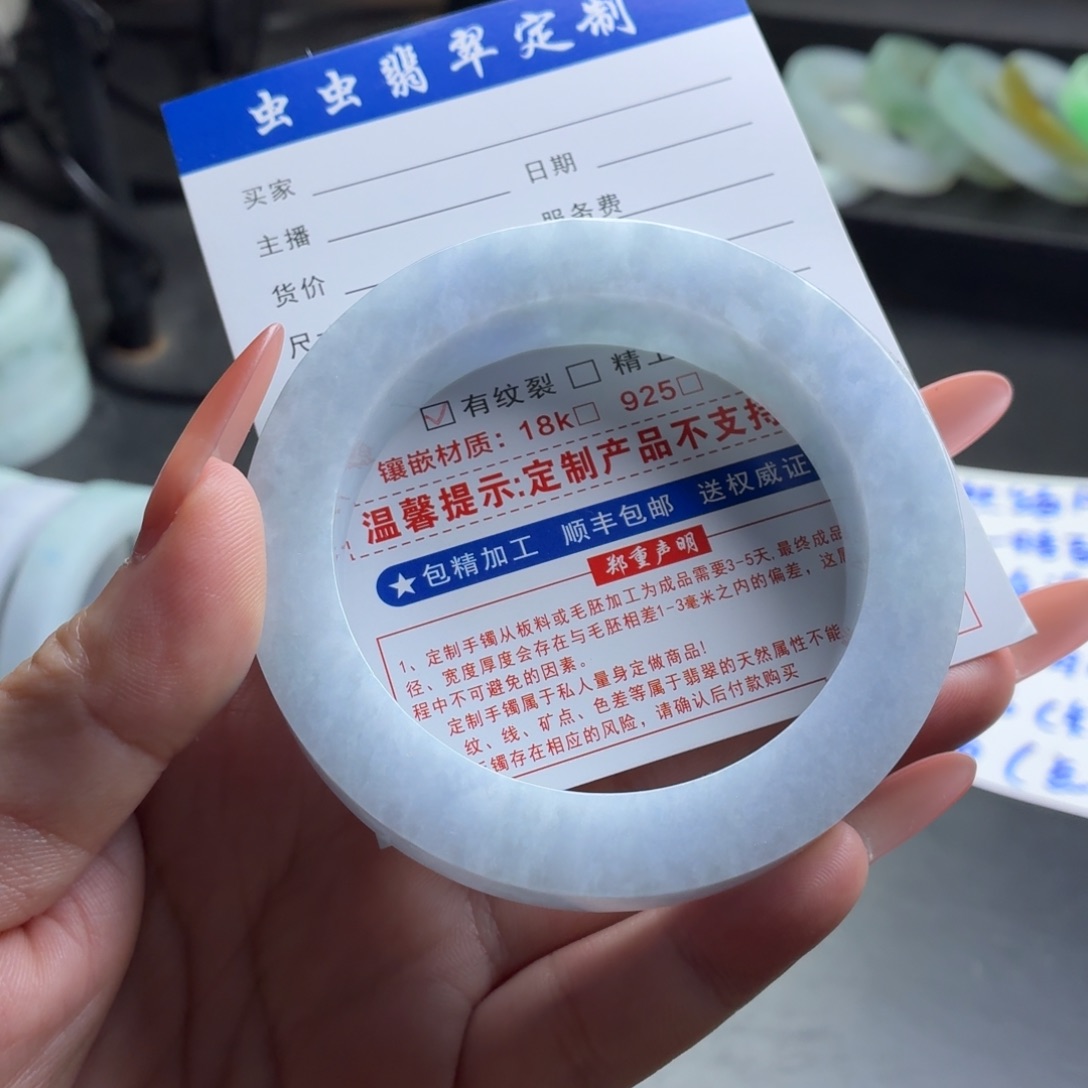 虫虫翡翠定制
买家 日期
主播 服务费
货价
尺
☑有纹裂 □精工
镶嵌材质：18k□ 925□
温馨提示:定制产品不支持
★包精加工 顺丰包邮 送权威证
郑重声明
1、定制手镯从板料或毛胚加工为成品需要3-5天.最终成品
径、宽度厚度会存在与毛胚相差1-3毫米之内的偏差，这属
程中不可避免的因素。
定制手镯属于私人量身定做商品!
纹、线、矿点、色差等属于翡翠的天然属性不能
镯存在相应的风险，请确认后付款购买